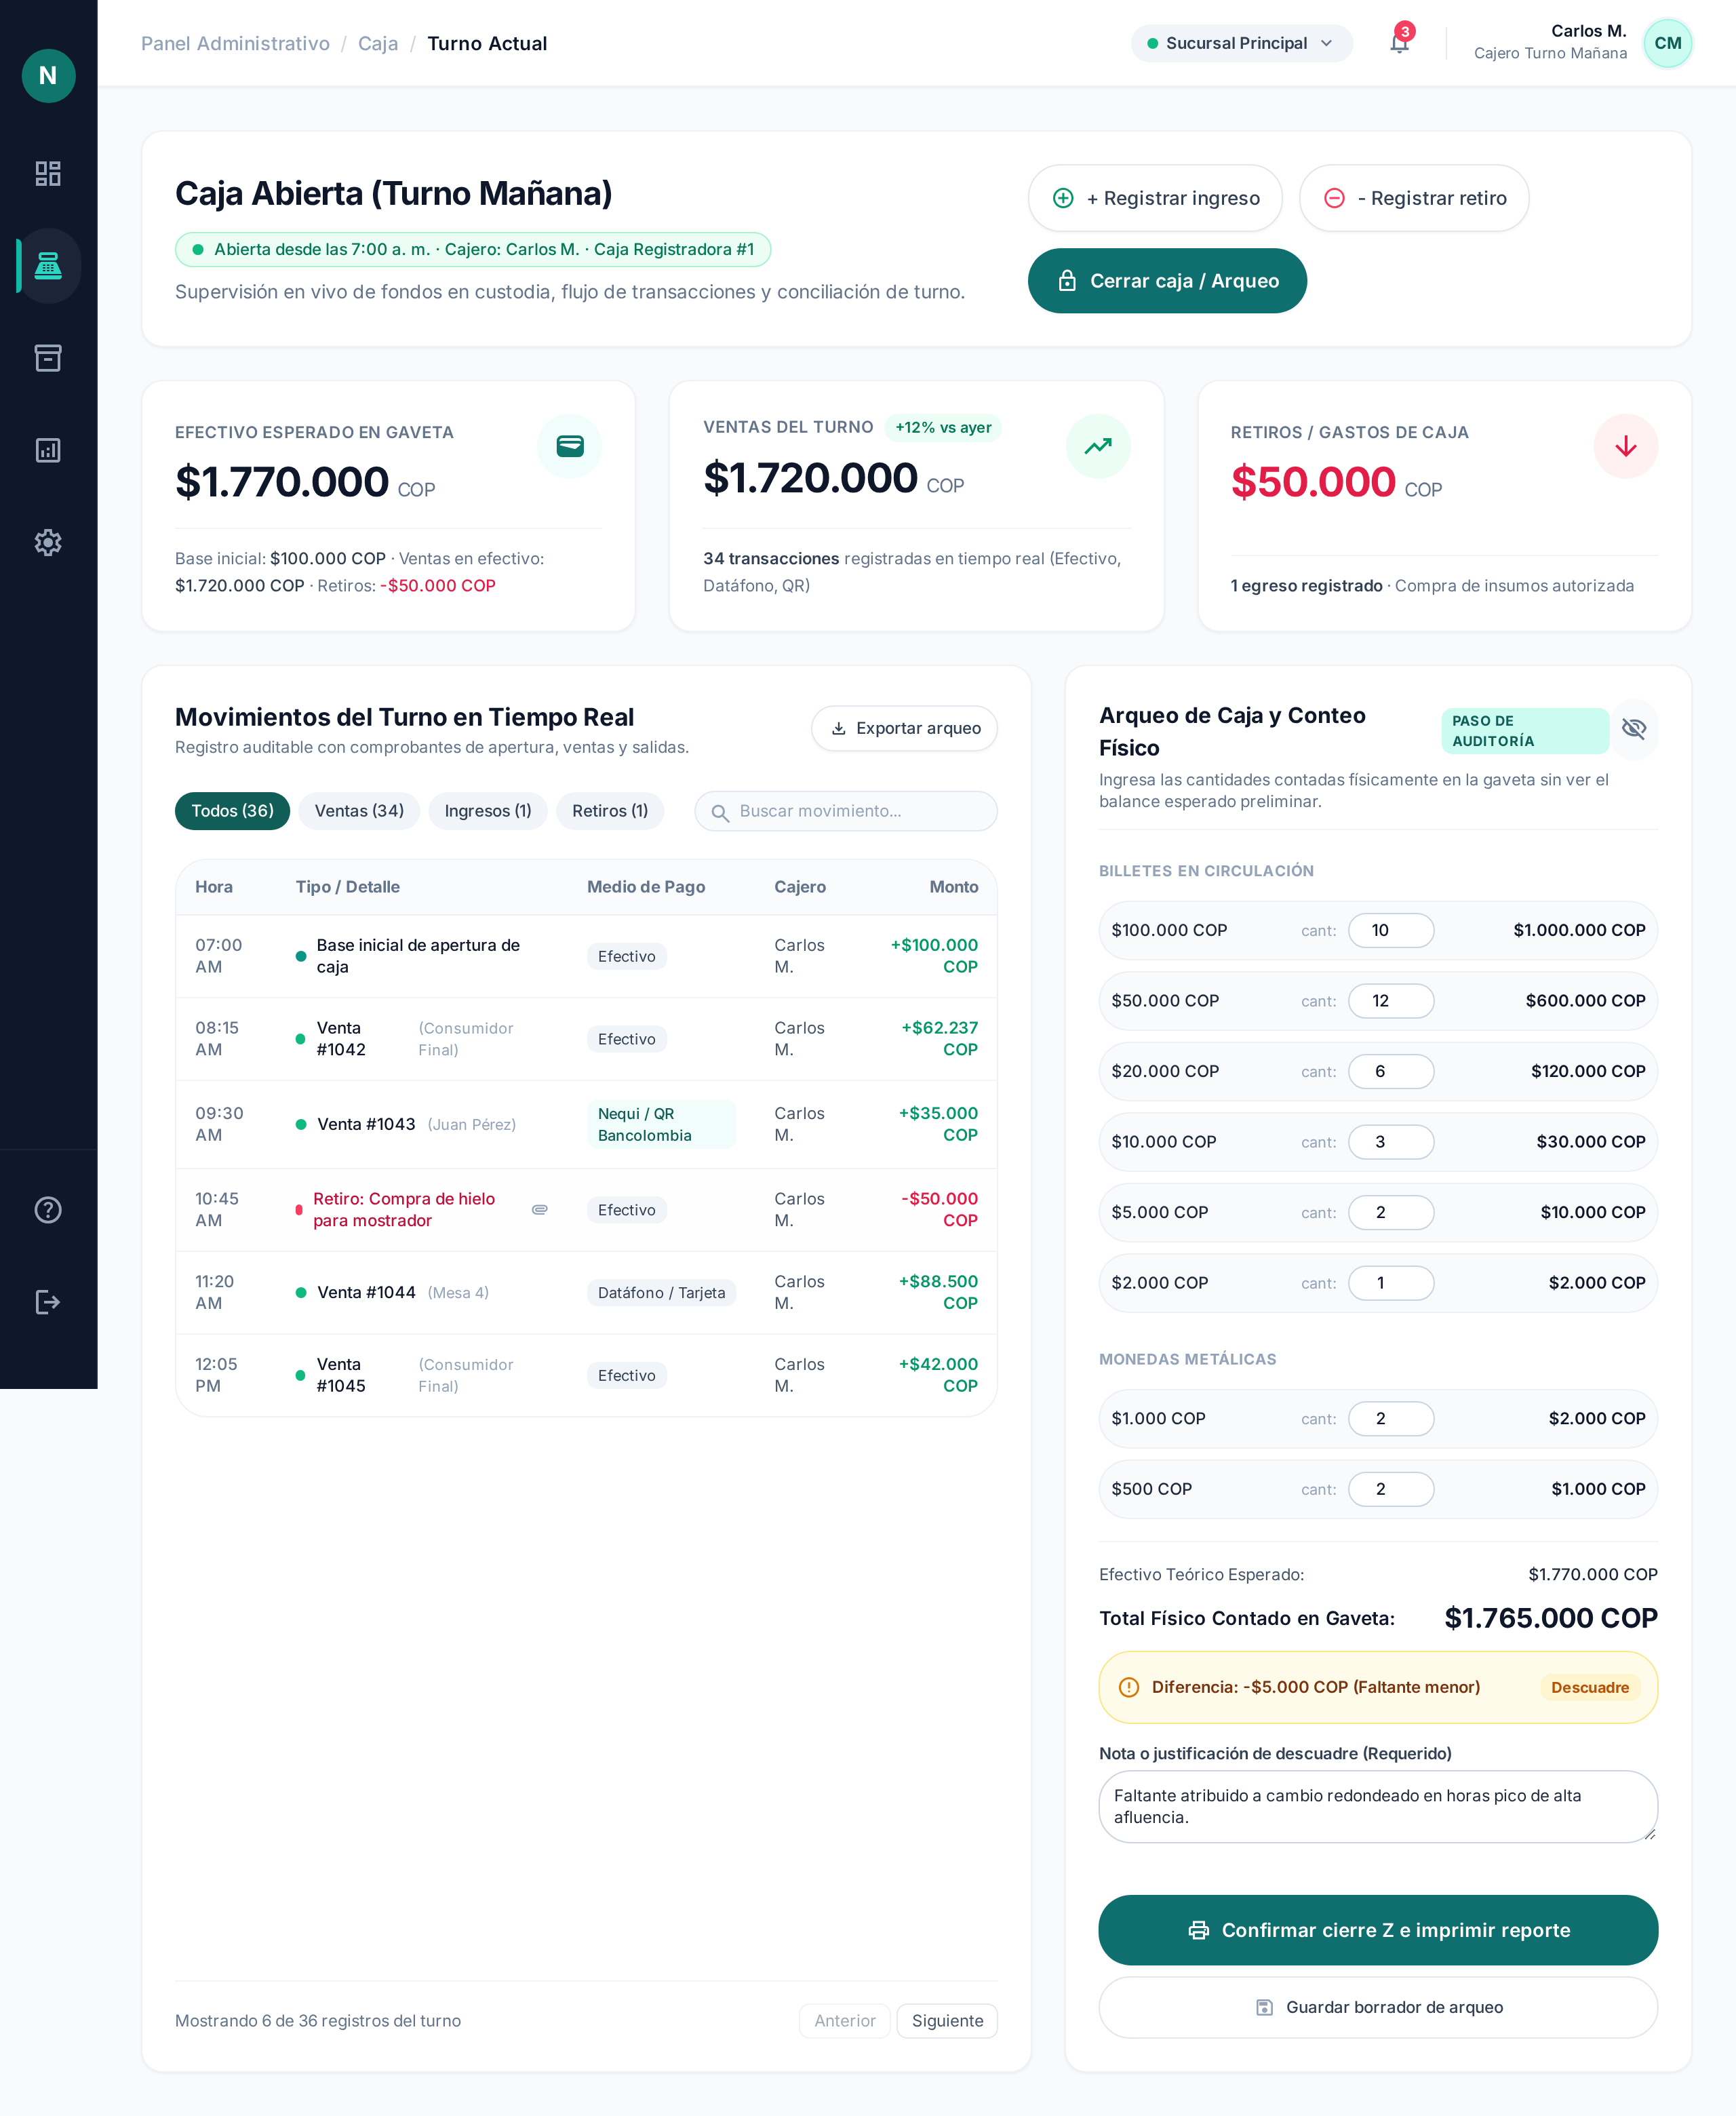 N
Panel Administrativo / Caja / Turno Actual
Sucursal Principal
3
Carlos M.
Cajero Turno Mañana
CM
Caja Abierta (Turno Mañana)
Abierta desde las 7:00 a. m. · Cajero: Carlos M. · Caja Registradora #1
Supervisión en vivo de fondos en custodia, flujo de transacciones y conciliación de turno.
+ Registrar ingreso
- Registrar retiro
Cerrar caja / Arqueo
EFECTIVO ESPERADO EN GAVETA
$1.770.000 COP
Base inicial: $100.000 COP · Ventas en efectivo:
$1.720.000 COP · Retiros: -$50.000 COP
VENTAS DEL TURNO +12% vs ayer
$1.720.000 COP
34 transacciones registradas en tiempo real (Efectivo,
Datáfono, QR)
RETIROS / GASTOS DE CAJA
$50.000 COP
1 egreso registrado · Compra de insumos autorizada
Movimientos del Turno en Tiempo Real
Registro auditable con comprobantes de apertura, ventas y salidas.
Exportar arqueo
Todos (36) Ventas (34) Ingresos (1) Retiros (1) Buscar movimiento...
Hora Tipo / Detalle Medio de Pago Cajero Monto
07:00 Base inicial de apertura de Efectivo Carlos +$100.000
AM caja M. COP
08:15 Venta (Consumidor Efectivo Carlos +$62.237
AM #1042 Final) M. COP
09:30 Venta #1043 (Juan Pérez) Nequi / QR Carlos +$35.000
AM Bancolombia M. COP
10:45 Retiro: Compra de hielo Efectivo Carlos -$50.000
AM para mostrador M. COP
11:20 Venta #1044 (Mesa 4) Datáfono / Tarjeta Carlos +$88.500
AM M. COP
12:05 Venta (Consumidor Efectivo Carlos +$42.000
PM #1045 Final) M. COP
Mostrando 6 de 36 registros del turno
Anterior Siguiente
Arqueo de Caja y Conteo
Físico
PASO DE
AUDITORÍA
Ingresa las cantidades contadas físicamente en la gaveta sin ver el
balance esperado preliminar.
BILLETES EN CIRCULACIÓN
$100.000 COP cant: 10 $1.000.000 COP
$50.000 COP cant: 12 $600.000 COP
$20.000 COP cant: 6 $120.000 COP
$10.000 COP cant: 3 $30.000 COP
$5.000 COP cant: 2 $10.000 COP
$2.000 COP cant: 1 $2.000 COP
MONEDAS METÁLICAS
$1.000 COP cant: 2 $2.000 COP
$500 COP cant: 2 $1.000 COP
Efectivo Teórico Esperado: $1.770.000 COP
Total Físico Contado en Gaveta: $1.765.000 COP
Diferencia: -$5.000 COP (Faltante menor) Descuadre
Nota o justificación de descuadre (Requerido)
Faltante atribuido a cambio redondeado en horas pico de alta
afluencia.
Confirmar cierre Z e imprimir reporte
Guardar borrador de arqueo